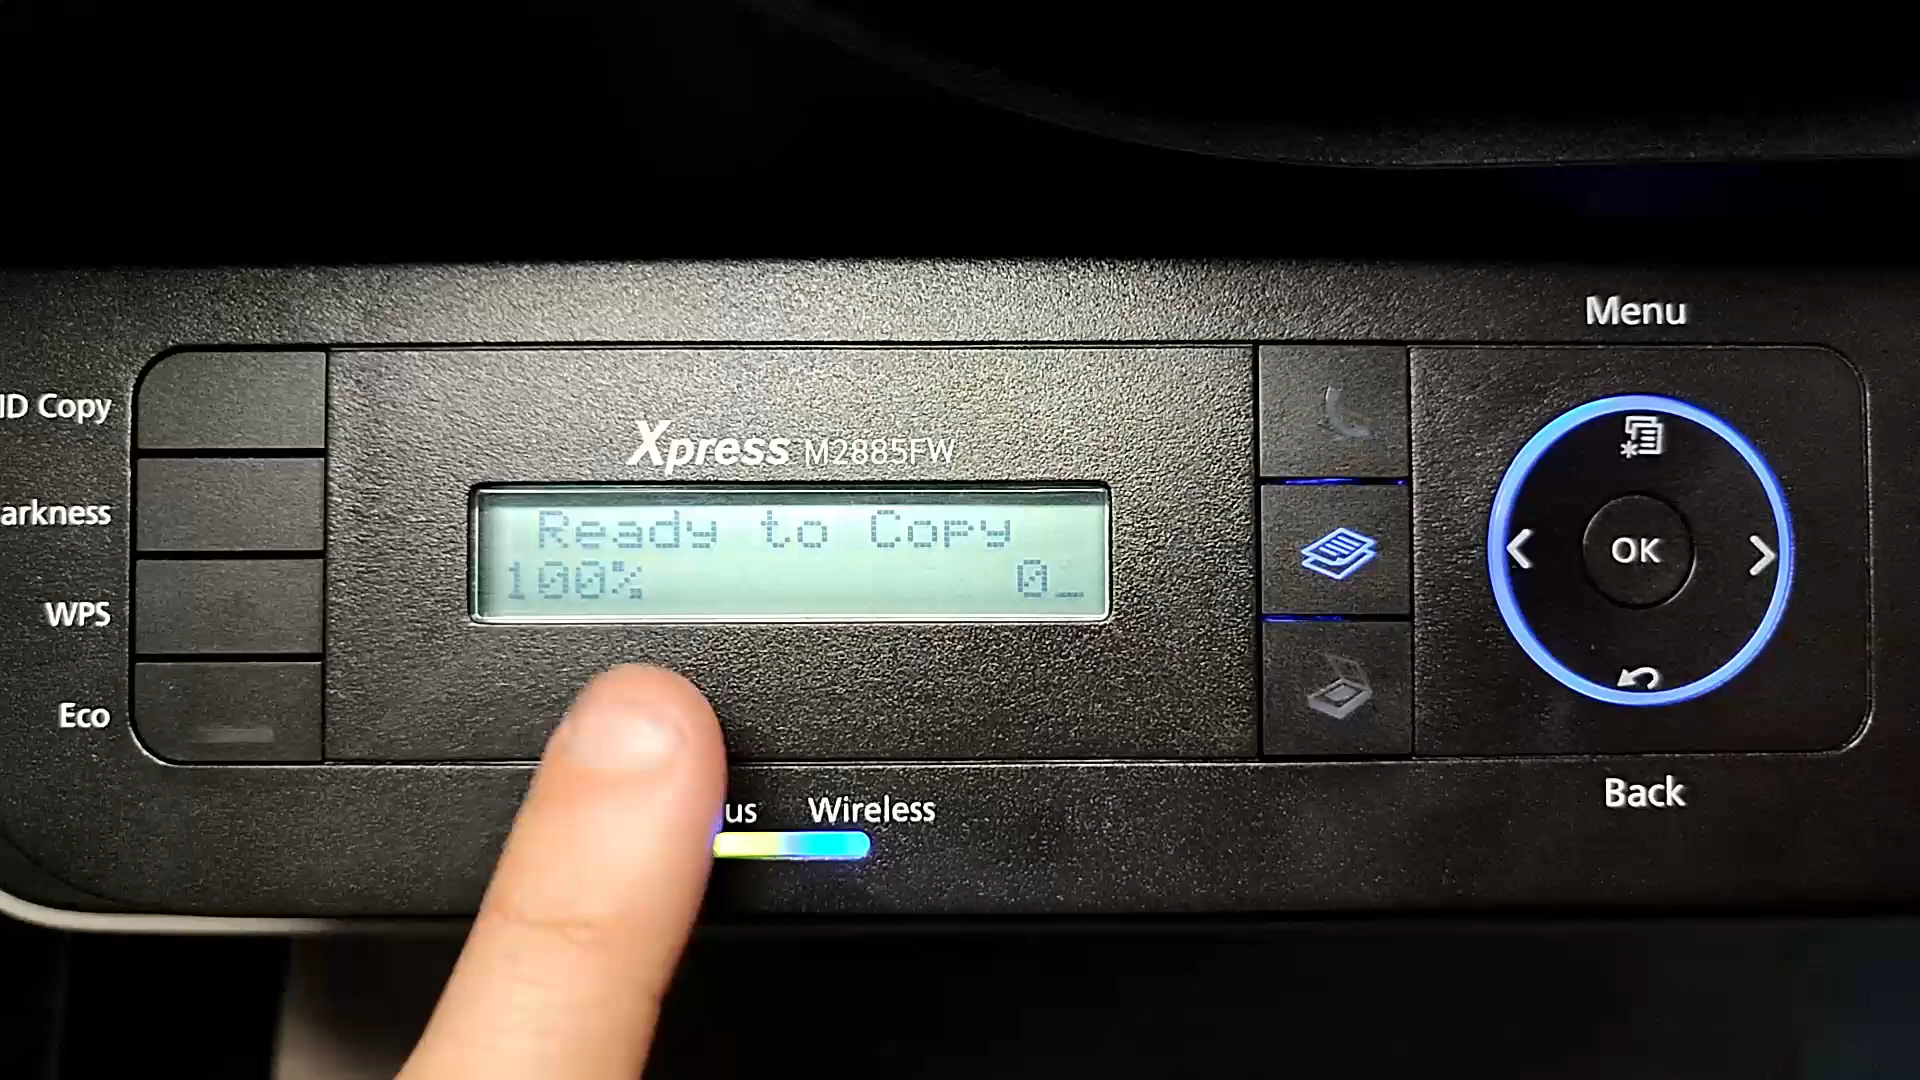 Menu
ID Copy
arkness
WPS
Eco
Xpress M2885FW
Ready to Copy
100% 0_
OK
us Wireless
Back